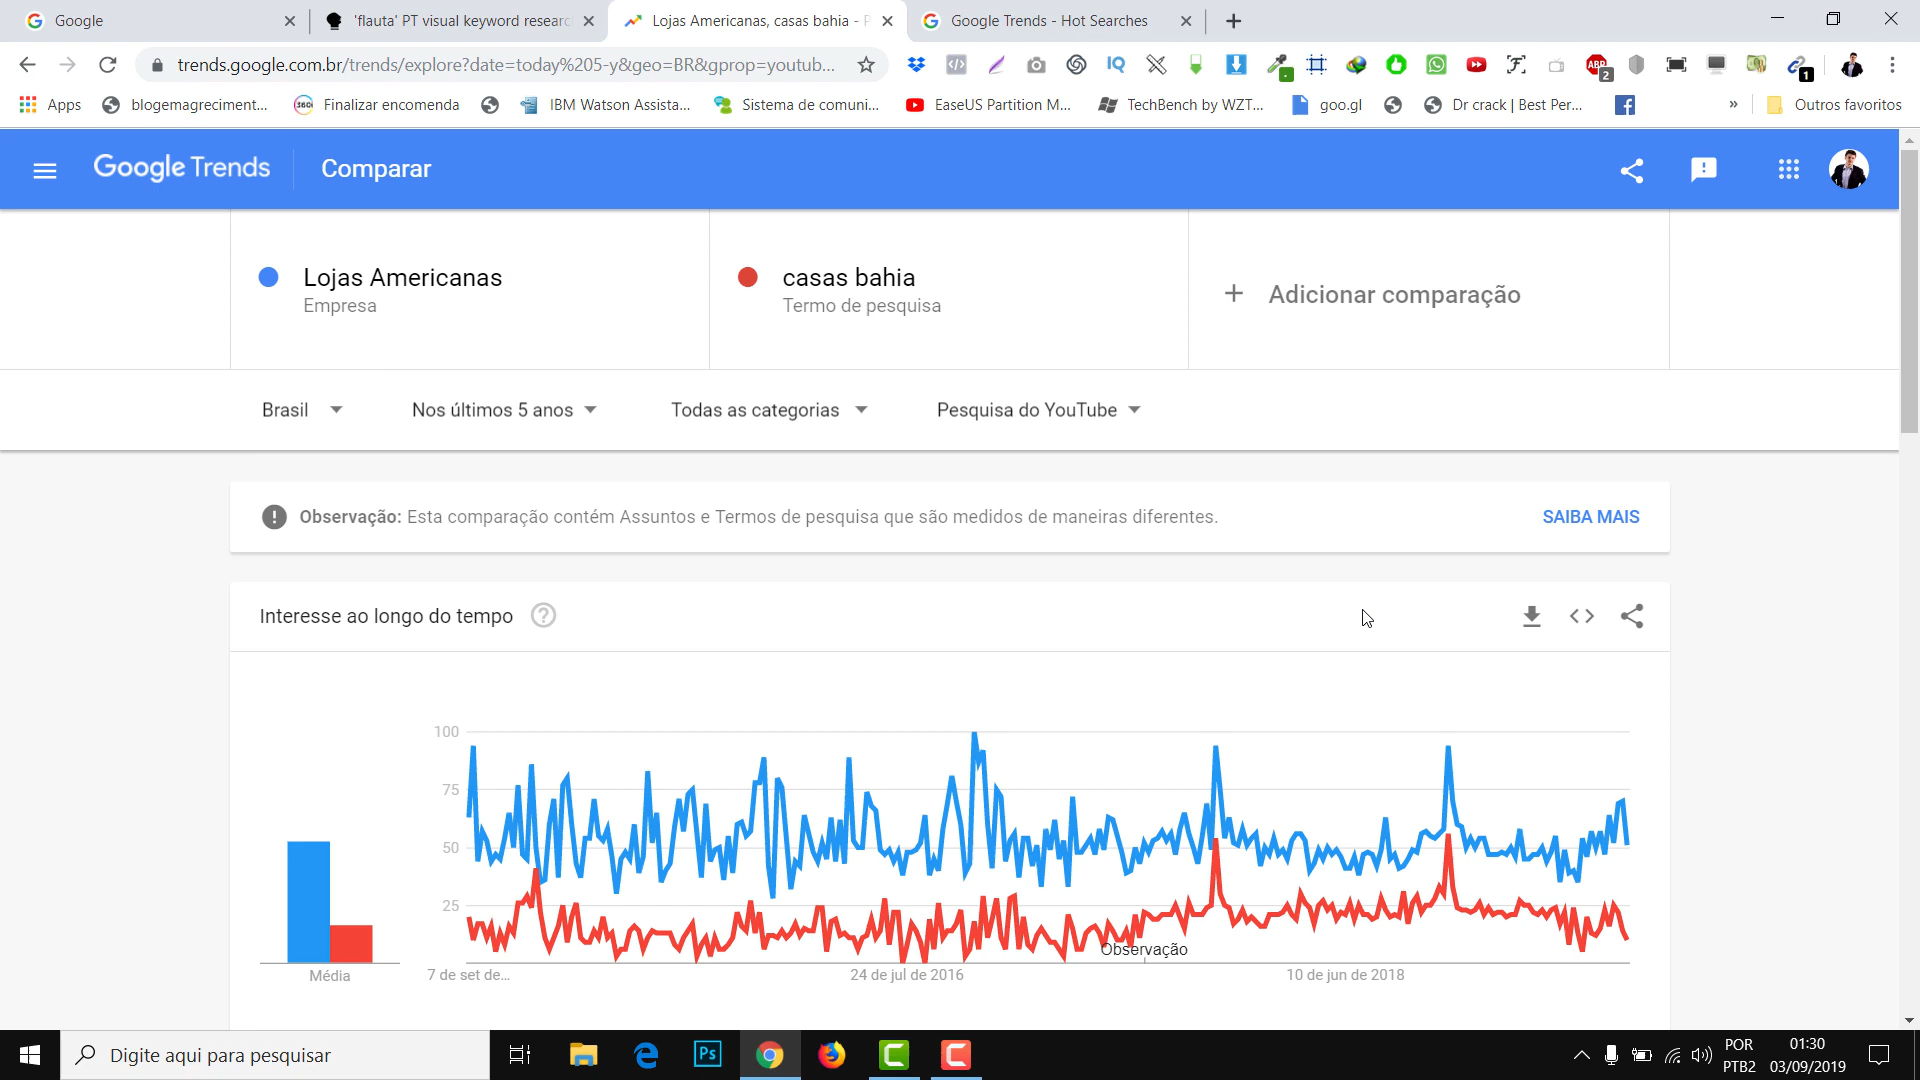 Google
'flauta' PT visual keyword researc
Lojas Americanas, casas bahia - P
Google Trends - Hot Searches
trends.google.com.br/trends/explore?date=today%205-y&geo=BR&gprop=youtub...
IQ
ABP
2
1
Apps
blogemagreciment...
360
Finalizar encomenda
IBM Watson Assista...
Sistema de comuni...
EaseUS Partition M...
TechBench by WZT...
goo.gl
Dr crack | Best Per...
»
Outros favoritos
Google Trends
Comparar
Lojas Americanas
Empresa
casas bahia
Termo de pesquisa
+ Adicionar comparação
Brasil
Nos últimos 5 anos
Todas as categorias
Pesquisa do YouTube
Observação: Esta comparação contém Assuntos e Termos de pesquisa que são medidos de maneiras diferentes.
SAIBA MAIS
Interesse ao longo do tempo
100
75
50
25
Observação
Média
7 de set de...
24 de jul de 2016
10 de jun de 2018
Digite aqui para pesquisar
Ps
POR
PTB2
01:30
03/09/2019